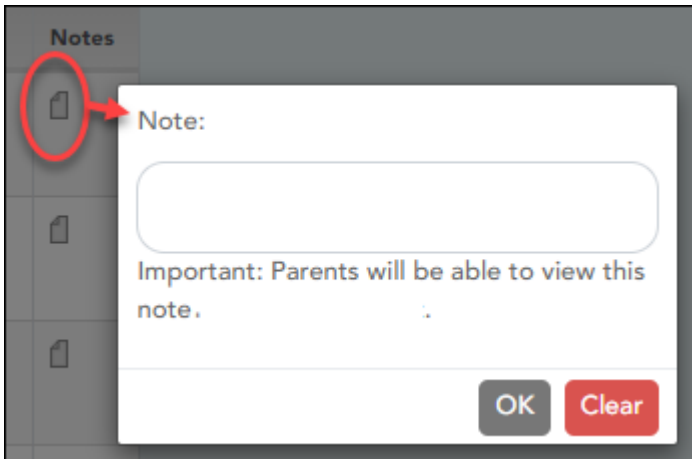 Notes
Note:
Important: Parents will be able to view this
note.
OK
Clear